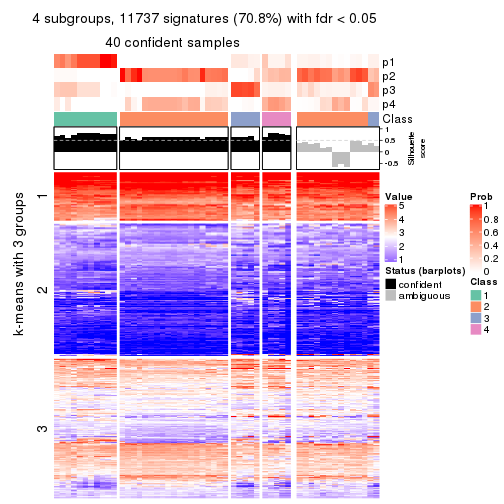 4 subgroups, 11737 signatures (70.8%) with fdr < 0.05
40 confident samples
p1
p2
p3
p4
Class
1
0.5
0
-0.5
Silhouette
score
k-means with 3 groups
1
2
3
Value
5
4
3
2
1
Status (barplots)
confident
ambiguous
Prob
1
0.8
0.6
0.4
0.2
0
Class
1
2
3
4